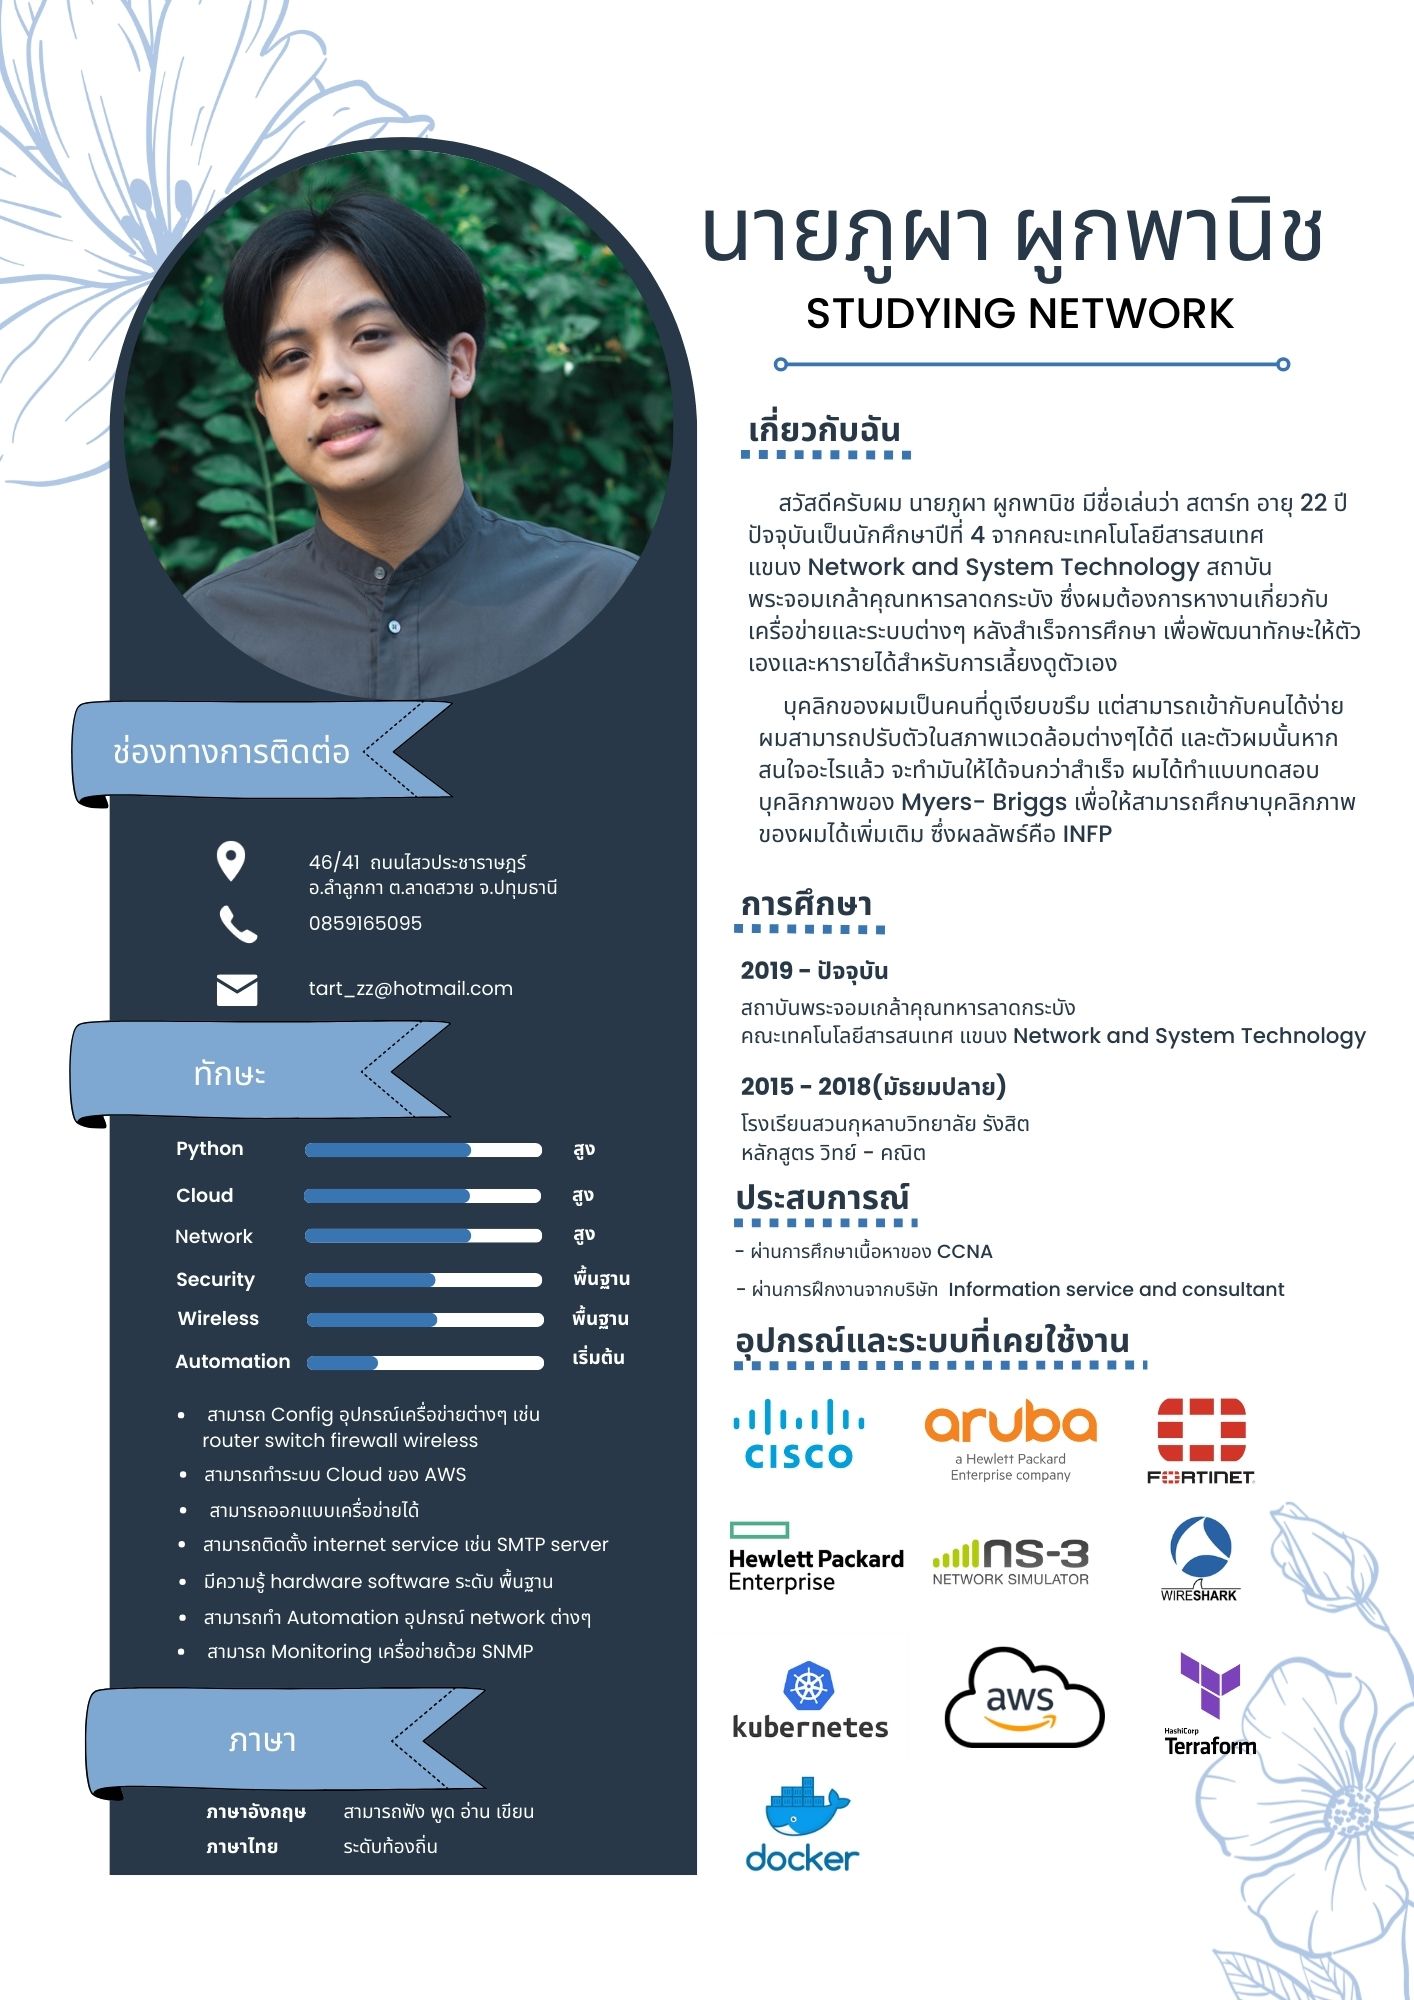 นายภูผา ผูกพานิช
STUDYING NETWORK
ช่องทางการติดต่อ
46/41 ถนนไสวประชาราษฎร์
อ.ลำลูกกา ต.ลาดสวาย จ.ปทุมธานี
0859165095
tart_zz@hotmail.com
ทักษะ
Python สูง
Cloud สูง
Network สูง
Security พื้นฐาน
Wireless พื้นฐาน
Automation เริ่มต้น
• สามารถ Config อุปกรณ์เครื่อข่ายต่างๆ เช่น
router switch firewall wireless
• สามารถทำระบบ Cloud ของ AWS
• สามารถออกแบบเครื่อข่ายได้
• สามารถติดตั้ง internet service เช่น SMTP server
• มีความรู้ hardware software ระดับ พื้นฐาน
• สามารถทำ Automation อุปกรณ์ network ต่างๆ
• สามารถ Monitoring เครื่อข่ายด้วย SNMP
ภาษา
ภาษาอังกฤษ สามารถฟัง พูด อ่าน เขียน
ภาษาไทย ระดับท้องถิ่น
เกี่ยวกับฉัน
สวัสดีครับผม นายภูผา ผูกพานิช มีชื่อเล่นว่า สตาร์ท อายุ 22 ปี
ปัจจุบันเป็นนักศึกษาปีที่ 4 จากคณะเทคโนโลยีสารสนเทศ
แขนง Network and System Technology สถาบัน
พระจอมเกล้าคุณทหารลาดกระบัง ซึ่งผมต้องการหางานเกี่ยวกับ
เครื่อข่ายและระบบต่างๆ หลังสำเร็จการศึกษา เพื่อพัฒนาทักษะให้ตัว
เองและหารายได้สำหรับการเลี้ยงดูตัวเอง
บุคลิกของผมเป็นคนที่ดูเงียบขรึม แต่สามารถเข้ากับคนได้ง่าย
ผมสามารถปรับตัวในสภาพแวดล้อมต่างๆได้ดี และตัวผมนั้นหาก
สนใจอะไรแล้ว จะทำมันให้ได้จนกว่าสำเร็จ ผมได้ทำแบบทดสอบ
บุคลิกภาพของ Myers- Briggs เพื่อให้สามารถศึกษาบุคลิกภาพ
ของผมได้เพิ่มเติม ซึ่งผลลัพธ์คือ INFP
การศึกษา
2019 - ปัจจุบัน
สถาบันพระจอมเกล้าคุณทหารลาดกระบัง
คณะเทคโนโลยีสารสนเทศ แขนง Network and System Technology
2015 - 2018(มัธยมปลาย)
โรงเรียนสวนกุหลาบวิทยาลัย รังสิต
หลักสูตร วิทย์ - คณิต
ประสบการณ์
- ผ่านการศึกษาเนื้อหาของ CCNA
- ผ่านการฝึกงานจากบริษัท Information service and consultant
อุปกรณ์และระบบที่เคยใช้งาน
CISCO
aruba
a Hewlett Packard
Enterprise company
FORTINET
Hewlett Packard
Enterprise
ns-3
NETWORK SIMULATOR
WIRESHARK
kubernetes
aws
HashiCorp
Terraform
docker